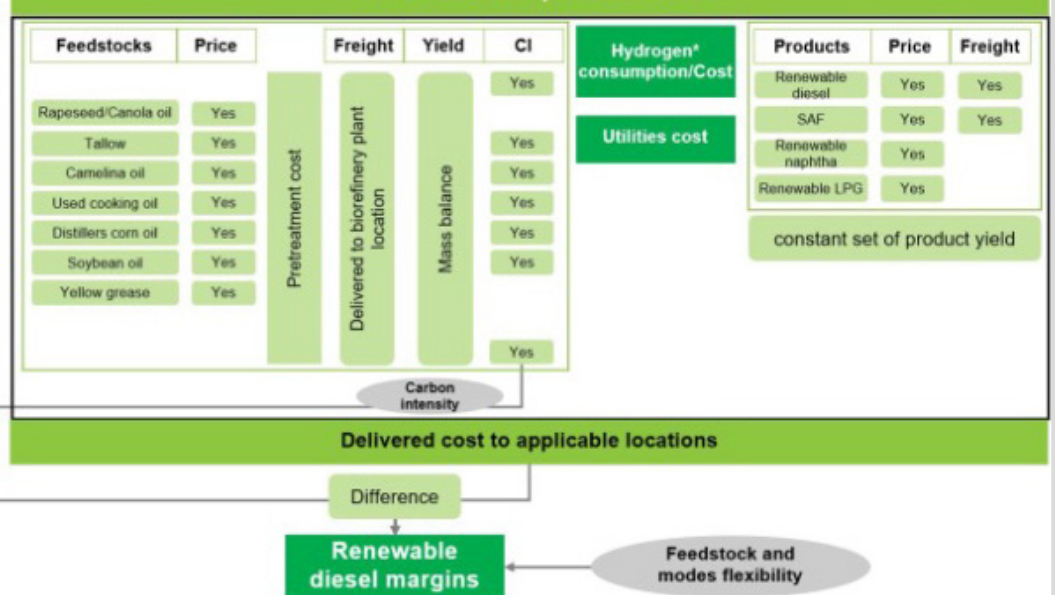 Feedstocks Price Freight Yield CI
Yes
Rapeseed/Canola oil Yes
Tallow Yes Yes
Camelina oil Yes Yes
Used cooking oil Yes Yes
Distillers corn oil Yes Yes
Soybean oil Yes Yes
Yellow grease Yes
Yes
Pretreatment cost
Delivered to biorefinery plant
location
Mass balance
Carbon
intensity
Hydrogen*
consumption/Cost
Utilities cost
Products Price Freight
Renewable
diesel Yes Yes
SAF Yes Yes
Renewable
naphtha Yes
Renewable LPG Yes
constant set of product yield
Delivered cost to applicable locations
Difference
Renewable
diesel margins
Feedstock and
modes flexibility